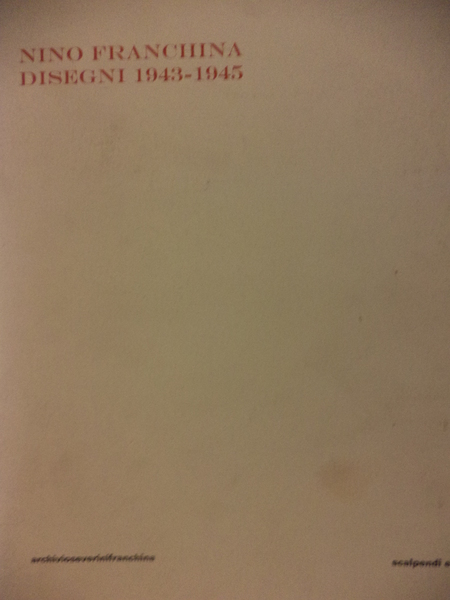 NINO FRANCHINA
DISEGNI 1943-1945
archivioseverinifranchina
scalpendi